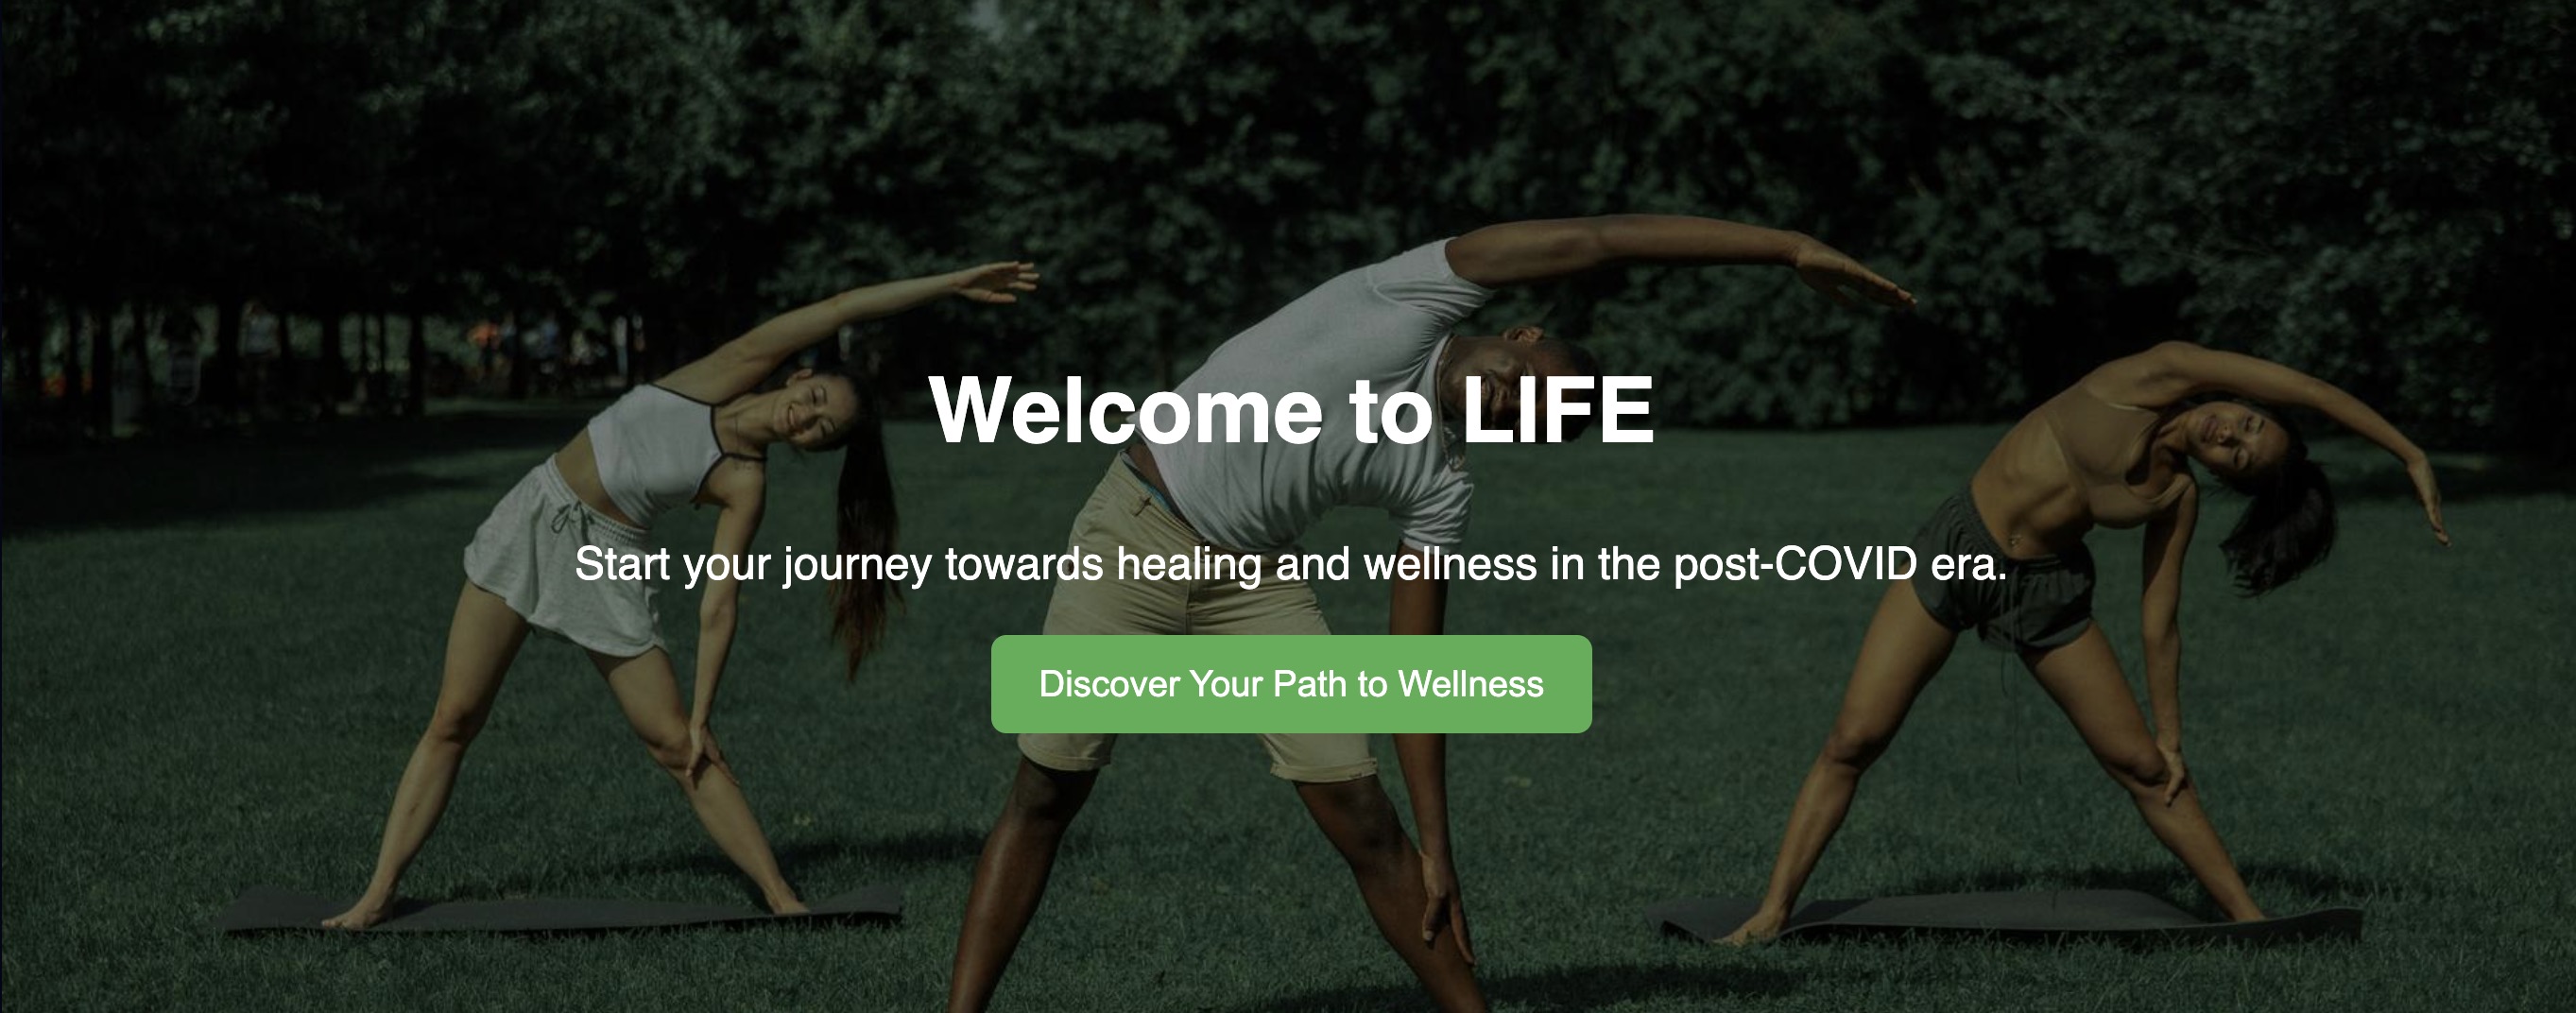 Welcome to LIFE
Start your journey towards healing and wellness in the post-COVID era.
Discover Your Path to Wellness